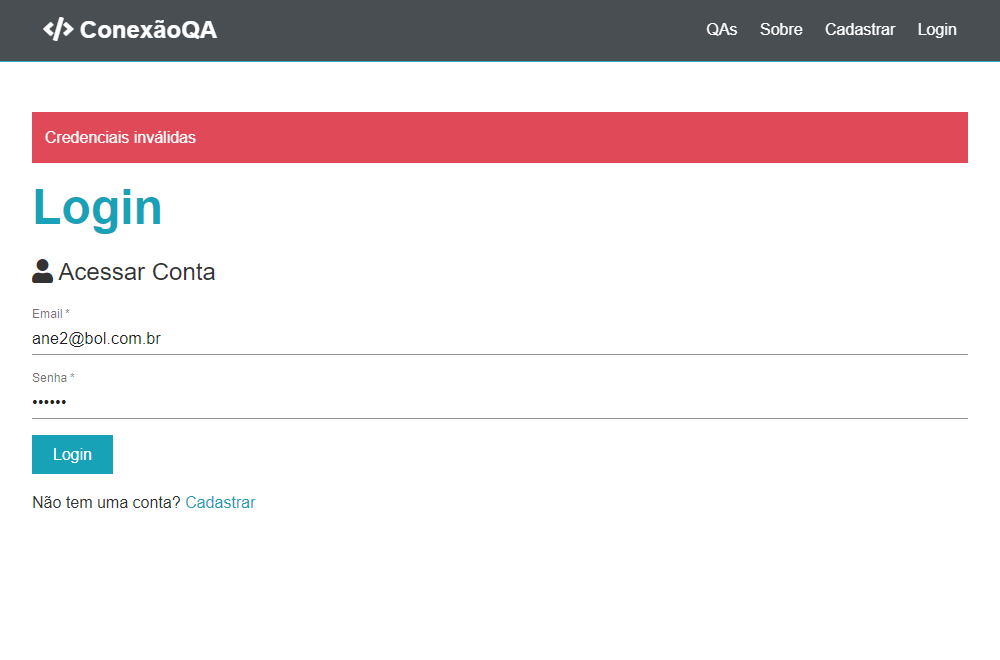 ConexãoQA
QAs Sobre Cadastrar Login
Credenciais inválidas
Login
Acessar Conta
Email *
ane2@bol.com.br
Senha *
••••••
Login
Não tem uma conta? Cadastrar